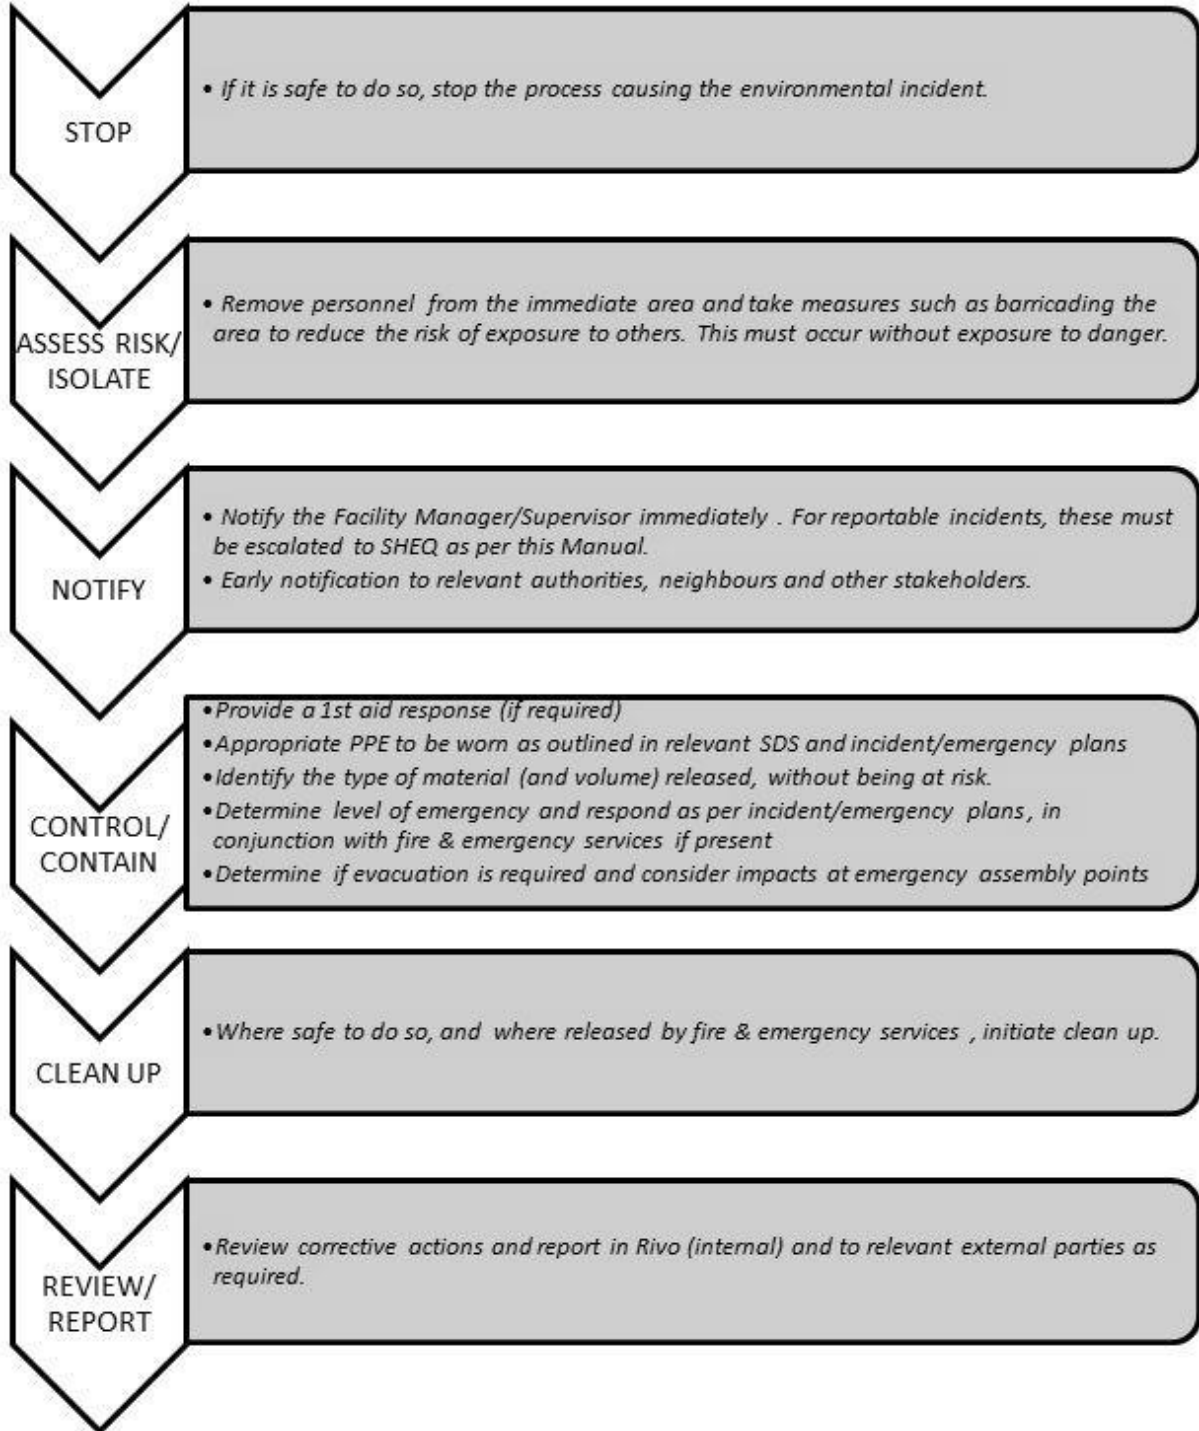 STOP
• If it is safe to do so, stop the process causing the environmental incident.
ASSESS RISK/
ISOLATE
• Remove personnel from the immediate area and take measures such as barricading the
area to reduce the risk of exposure to others. This must occur without exposure to danger.
NOTIFY
• Notify the Facility Manager/Supervisor immediately . For reportable incidents, these must
be escalated to SHEQ as per this Manual.
• Early notification to relevant authorities, neighbours and other stakeholders.
CONTROL/
CONTAIN
•Provide a 1st aid response (if required)
•Appropriate PPE to be worn as outlined in relevant SDS and incident/emergency plans
•Identify the type of material (and volume) released, without being at risk.
•Determine level of emergency and respond as per incident/emergency plans, in
conjunction with fire & emergency services if present
•Determine if evacuation is required and consider impacts at emergency assembly points
CLEAN UP
•Where safe to do so, and where released by fire & emergency services , initiate clean up.
REVIEW/
REPORT
•Review corrective actions and report in Rivo (internal) and to relevant external parties as
required.